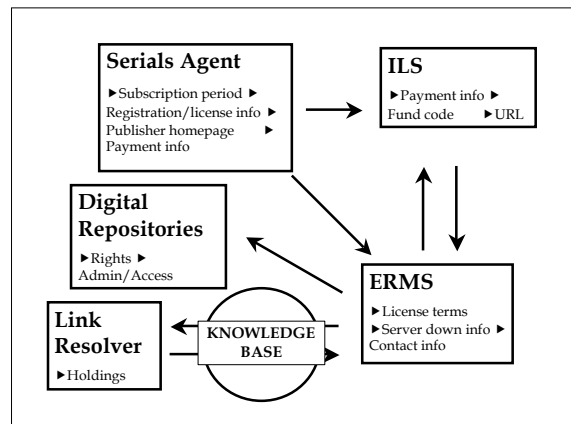 Serials Agent
►Subscription period ►
Registration/license info ►
Publisher homepage ►
Payment info
ILS
►Payment info ►
Fund code ►URL
Digital
Repositories
►Rights ►
Admin/Access
ERMS
►License terms
►Server down info ►
Contact info
Link
Resolver
►Holdings
KNOWLEDGE
BASE